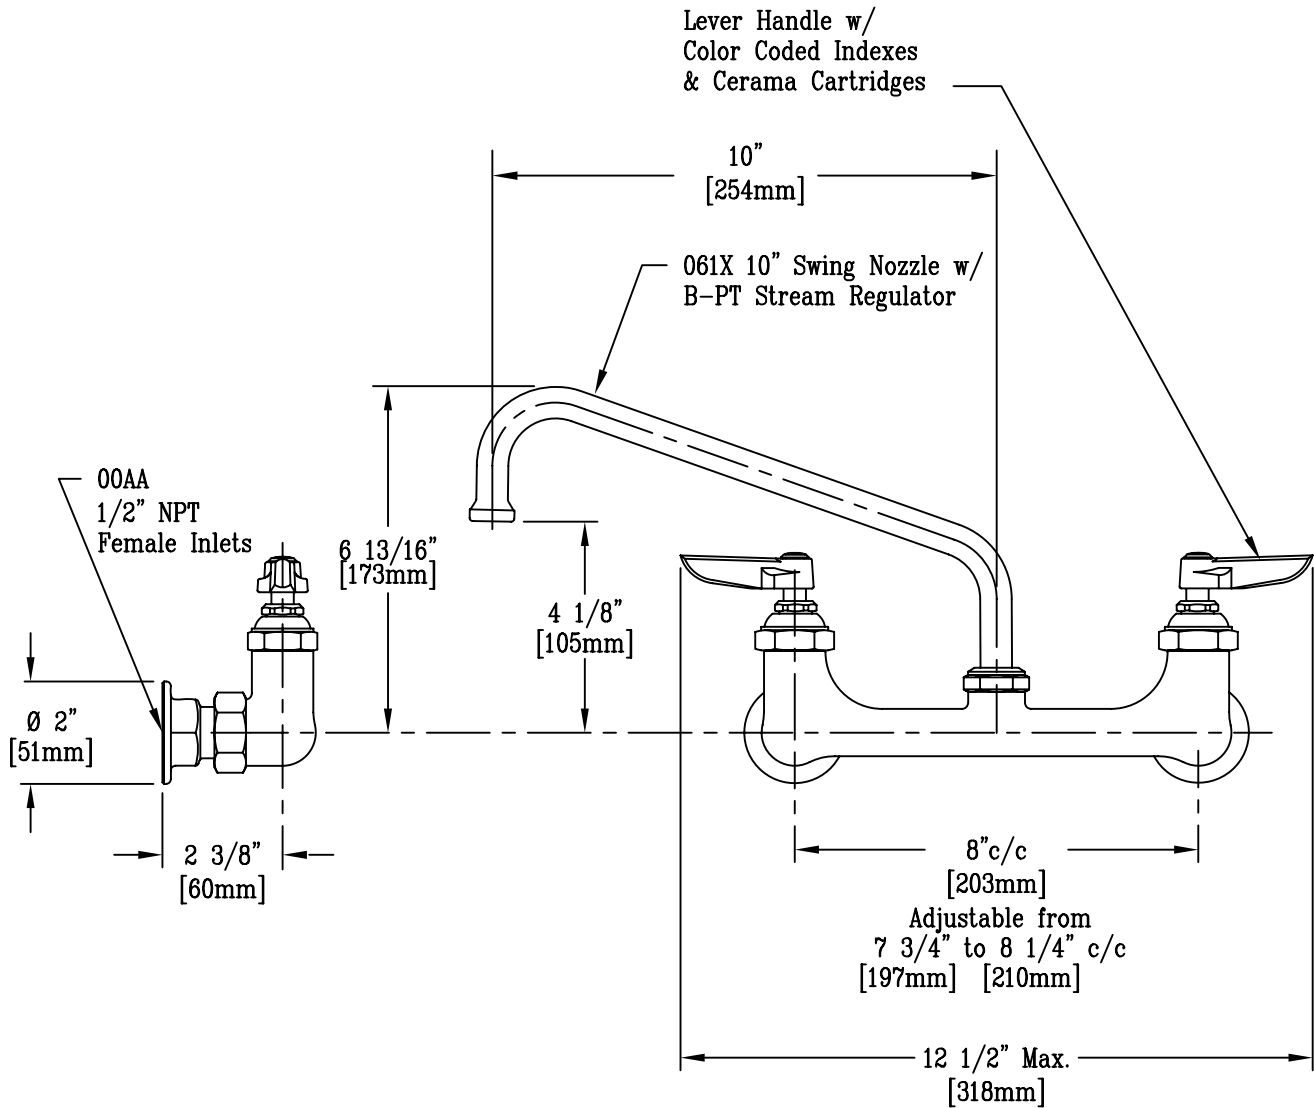 Lever Handle w/
Color Coded Indexes
& Cerama Cartridges
10”
[254mm]
061X 10” Swing Nozzle w/
B-PT Stream Regulator
00AA
1/2” NPT
Female Inlets
6 13/16”
[173mm]
4 1/8”
[105mm]
Ø 2”
[51mm]
2 3/8”
[60mm]
8”c/c
[203mm]
Adjustable from
7 3/4” to 8 1/4” c/c
[197mm] [210mm]
12 1/2” Max.
[318mm]